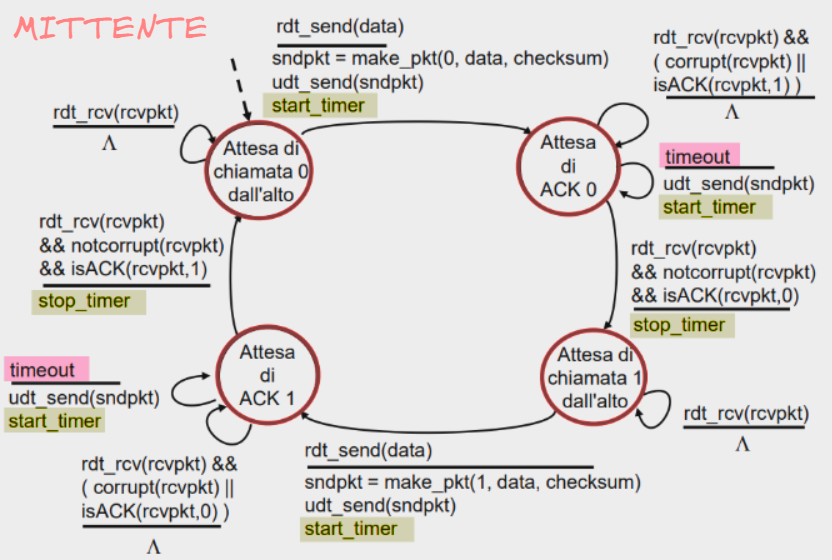 MITTENTE
rdt_send(data)
sndpkt = make_pkt(0, data, checksum)
udt_send(sndpkt)
start_timer
rdt_rcv(rcvpkt) &&
( corrupt(rcvpkt) ||
isACK(rcvpkt,1) )
Λ
rdt_rcv(rcvpkt)
Λ
Attesa di
chiamata 0
dall'alto
Attesa
di
ACK 0
timeout
udt_send(sndpkt)
start_timer
rdt_rcv(rcvpkt)
&& notcorrupt(rcvpkt)
&& isACK(rcvpkt,1)
stop_timer
rdt_rcv(rcvpkt)
&& notcorrupt(rcvpkt)
&& isACK(rcvpkt,0)
stop_timer
Attesa
di
ACK 1
Attesa di
chiamata 1
dall'alto
timeout
udt_send(sndpkt)
start_timer
rdt_rcv(rcvpkt)
Λ
rdt_rcv(rcvpkt) &&
( corrupt(rcvpkt) ||
isACK(rcvpkt,0) )
Λ
rdt_send(data)
sndpkt = make_pkt(1, data, checksum)
udt_send(sndpkt)
start_timer